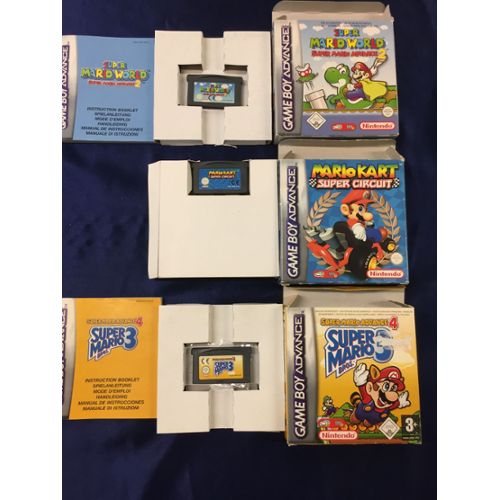 SUPER
MARIO WORLD
SUPER MARIO ADVANCE 2
INSTRUCTION BOOKLET
SPIELANLEITUNG
MODE D'EMPLOI
HANDLEIDING
MANUAL DE INSTRUCCIONES
MANUALE DI ISTRUZIONI
GAME BOY ADVANCE
SUPER
MARIO WORLD
SUPER MARIO ADVANCE 2
Nintendo
MARIO KART
SUPER CIRCUIT
GAME BOY ADVANCE
MARIO KART
SUPER CIRCUIT
Nintendo
SUPER MARIO ADVANCE 4
SUPER
MARIO BROS.
3
INSTRUCTION BOOKLET
SPIELANLEITUNG
MODE D'EMPLOI
HANDLEIDING
MANUAL DE INSTRUCCIONES
MANUALE DI ISTRUZIONI
SUPER
MARIO
3
GAME BOY ADVANCE
SUPER MARIO ADVANCE 4
SUPER
MARIO
3
Nintendo
3+